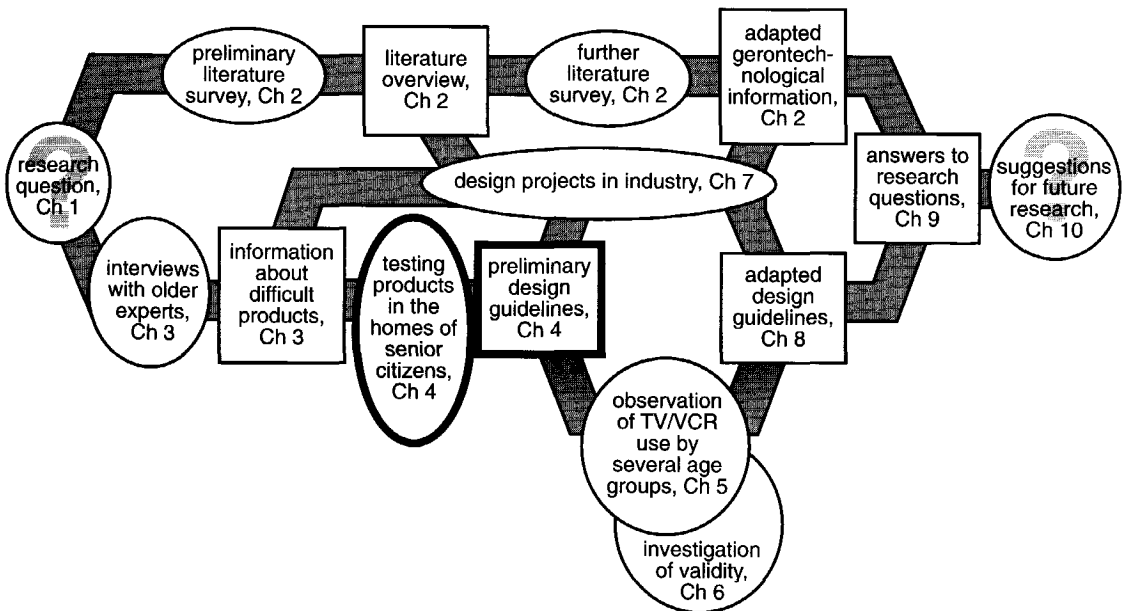 preliminary
literature
survey, Ch 2
literature
overview,
Ch 2
further
literature
survey, Ch 2
adapted
gerontech-
nological
information,
Ch 2
research
question,
Ch 1
design projects in industry, Ch 7
answers to
research
questions,
Ch 9
suggestions
for future
research,
Ch 10
interviews
with older
experts,
Ch 3
information
about
difficult
products,
Ch 3
testing
products
in the
homes of
senior
citizens,
Ch 4
preliminary
design
guidelines,
Ch 4
adapted
design
guidelines,
Ch 8
observation
of TV/VCR
use by
several age
groups, Ch 5
investigation
of validity,
Ch 6